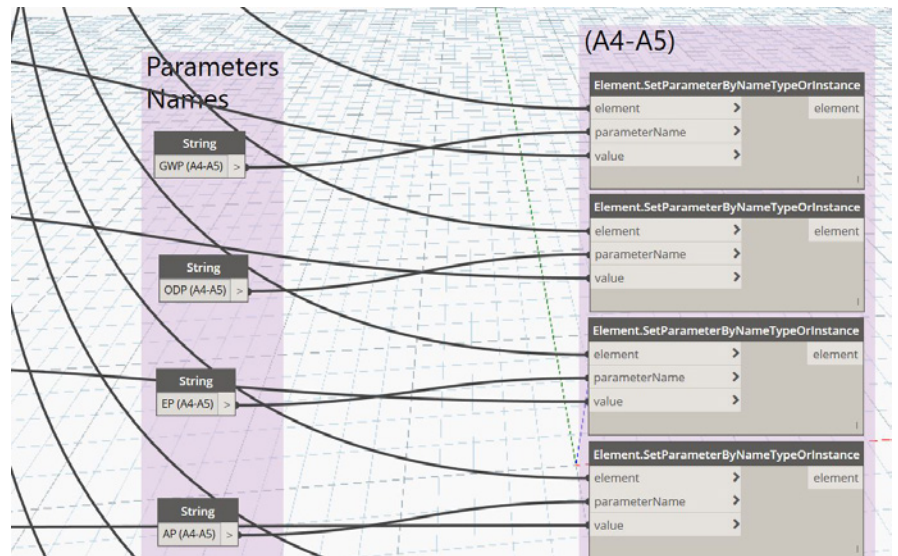 Parameters
Names
String
GWP (A4-A5) >
String
ODP (A4-A5) >
String
EP (A4-A5) >
String
AP (A4-A5) >
(A4-A5)
Element.SetParameterByNameTypeOrInstance
element > element
parameterName >
value >
Element.SetParameterByNameTypeOrInstance
element > element
parameterName >
value >
Element.SetParameterByNameTypeOrInstance
element > element
parameterName >
value >
Element.SetParameterByNameTypeOrInstance
element > element
parameterName >
value >